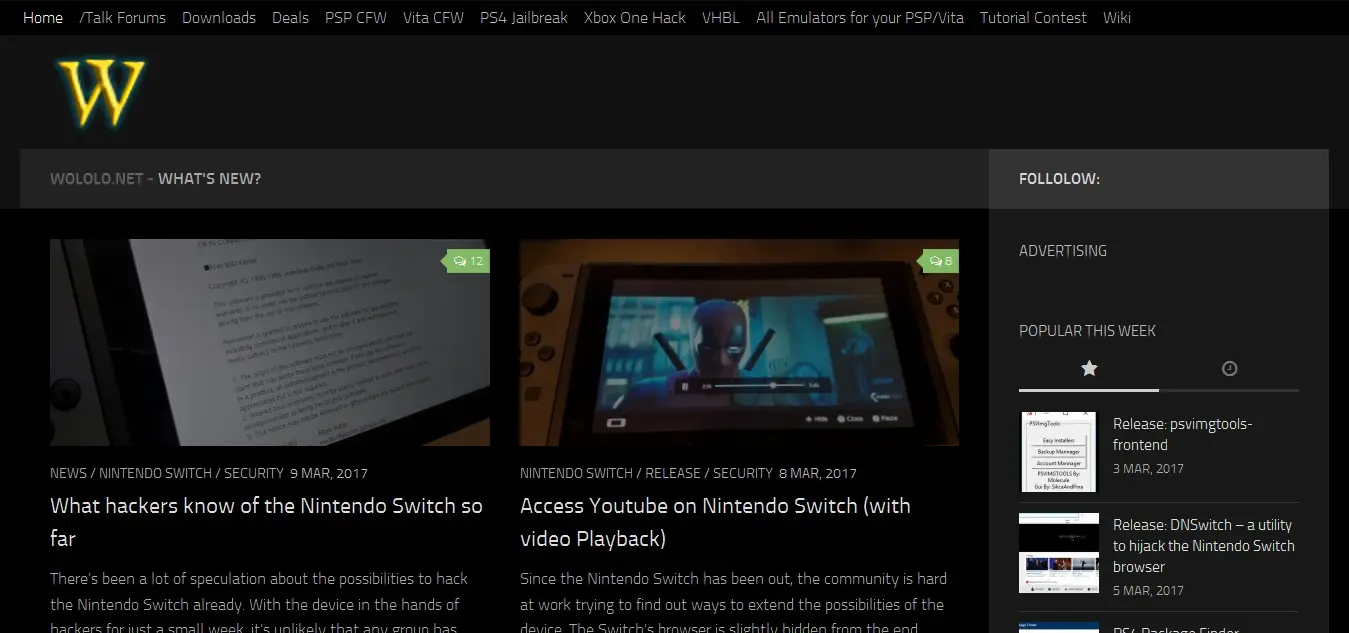 Home /Talk Forums Downloads Deals PSP CFW Vita CFW PS4 Jailbreak Xbox One Hack VHBL All Emulators for your PSP/Vita Tutorial Contest Wiki
W
WOLOLO.NET - WHAT'S NEW?
FOLLOLOW:
12
8
NEWS / NINTENDO SWITCH / SECURITY 9 MAR, 2017
What hackers know of the Nintendo Switch so
far
There's been a lot of speculation about the possibilities to hack
the Nintendo Switch already. With the device in the hands of
hackers for just a small week, it's unlikely that any group has
NINTENDO SWITCH / RELEASE / SECURITY 8 MAR, 2017
Access Youtube on Nintendo Switch (with
video Playback)
Since the Nintendo Switch has been out, the community is hard
at work trying to find out ways to extend the possibilities of the
device. The Switch's browser is slightly hidden from the end
ADVERTISING
POPULAR THIS WEEK
PSVimgTools
Easy installers
Backup Mannager
Account Mannager
PSVIMGTOOLS By:
Molecule
Gui By: SilicaAndPina
Release: psvimgtools-
frontend
3 MAR, 2017
Release: DNSwitch – a utility
to hijack the Nintendo Switch
browser
5 MAR, 2017
PS4 Package Finder